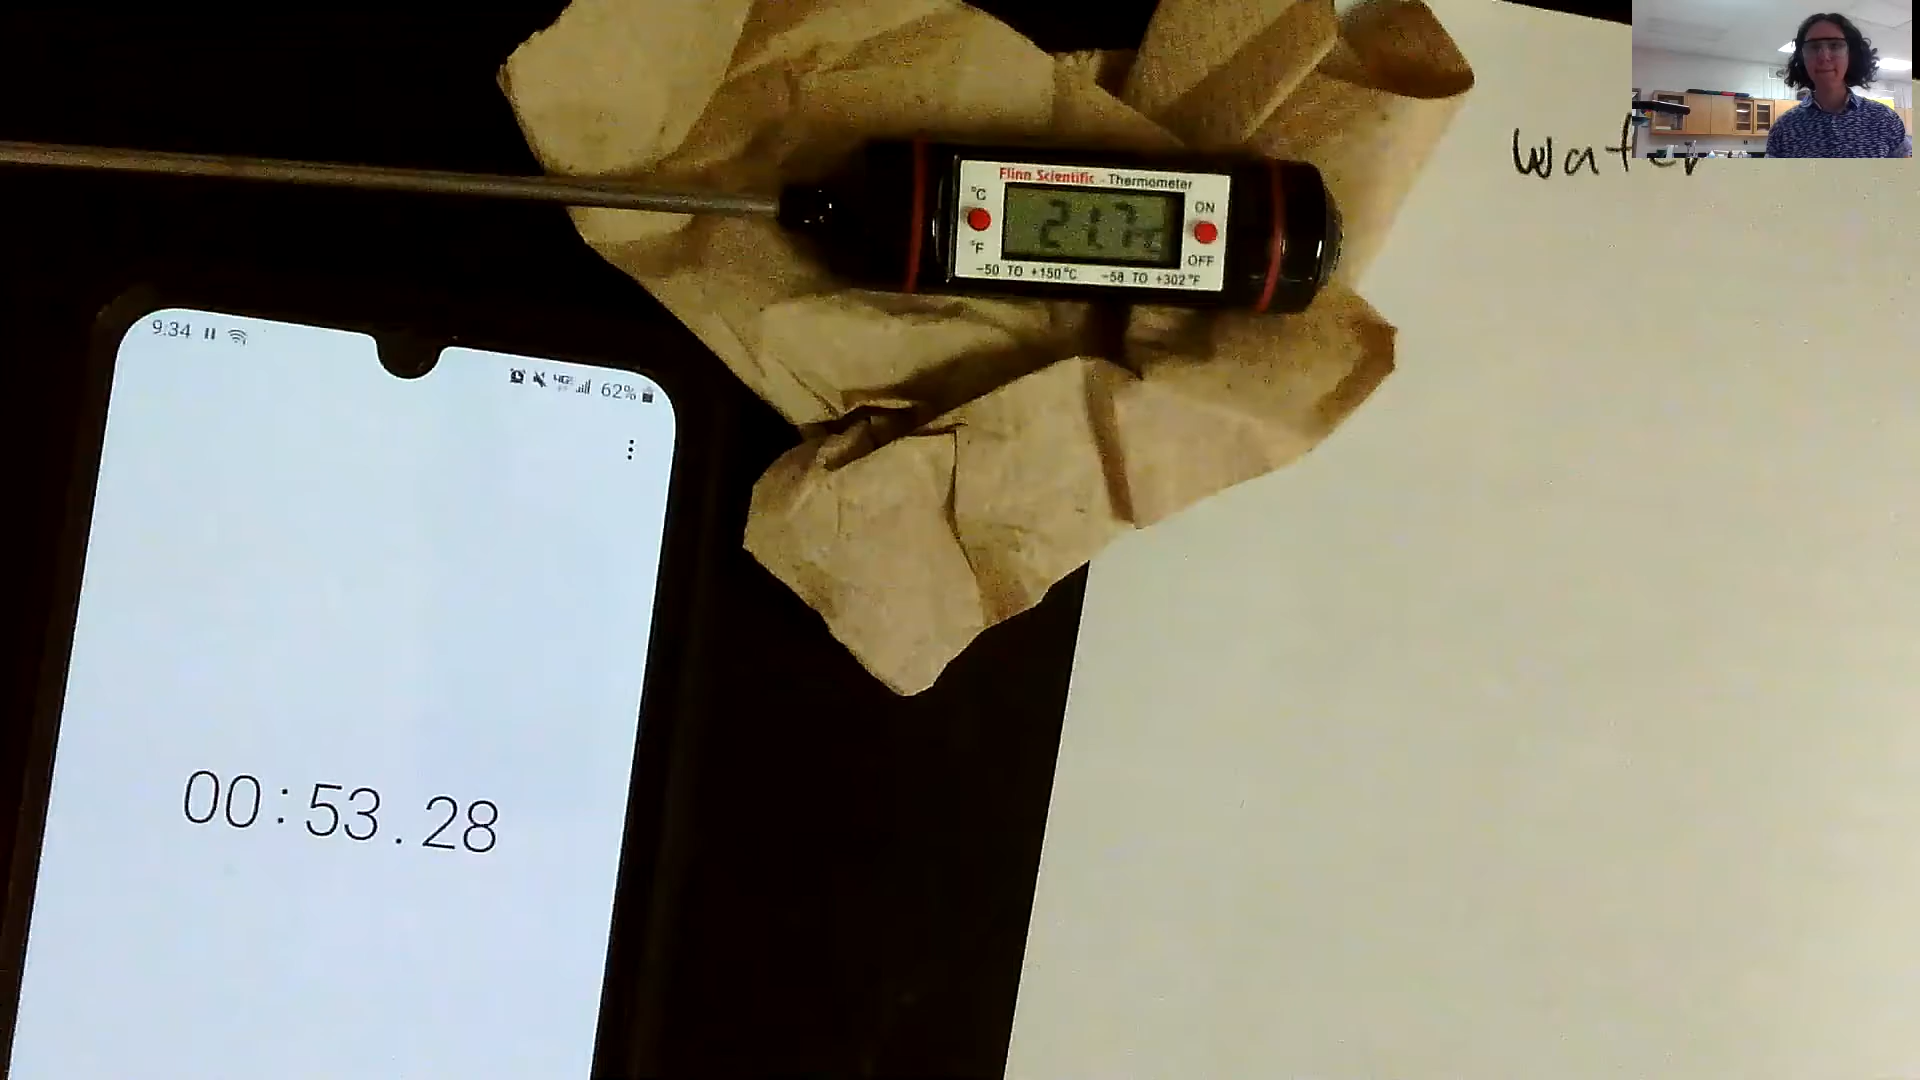 water
Flinn Scientific - Thermometer
°C
°F
21.7°C
ON
OFF
-50 TO +150°C -58 TO +302°F
9:34
62%
00:53.28